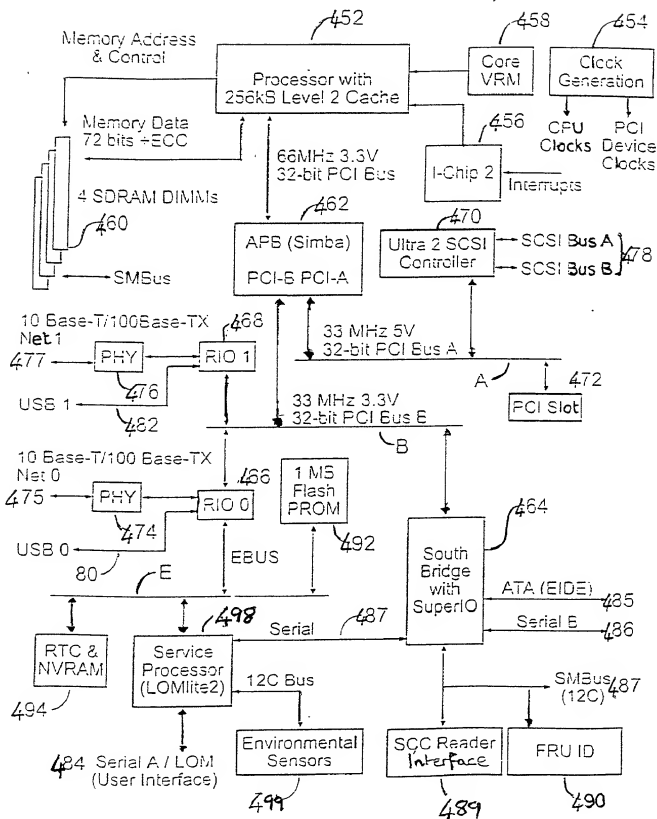 452
458
454
Memory Address
& Control
Processor with
256kB Level 2 Cache
Core
VRM
Clock
Generation
Memory Data
72 bits +ECC
456
CPU
Clocks
PCI
Device
Clocks
66MHz 3.3V
32-bit PCI Bus
I-Chip 2
Interrupts
4 SDRAM DIMMs
460
462
470
APB (Simba)
PCI-B PCI-A
Ultra 2 SCSI
Controller
SCSI Bus A
SCSI Bus B
478
SMBus
10 Base-T/100Base-TX
Net 1
468
477
PHY
RIO 1
476
33 MHz 5V
32-bit PCI Bus A
A
472
PCI Slot
USB 1
482
33 MHz 3.3V
32-bit PCI Bus B
B
10 Base-T/100 Base-TX
Net 0
466
475
PHY
RIO 0
474
1 MB
Flash
PROM
492
464
USB 0
80
EBUS
E
South
Bridge
with
SuperIO
ATA (EIDE)
485
Serial B
486
498
Serial
487
RTC &
NVRAM
494
Service
Processor
(LOMlite2)
12C Bus
SMBus
(12C)
487
484
Serial A / LOM
(User Interface)
Environmental
Sensors
499
SCC Reader
Interface
489
FRU ID
490